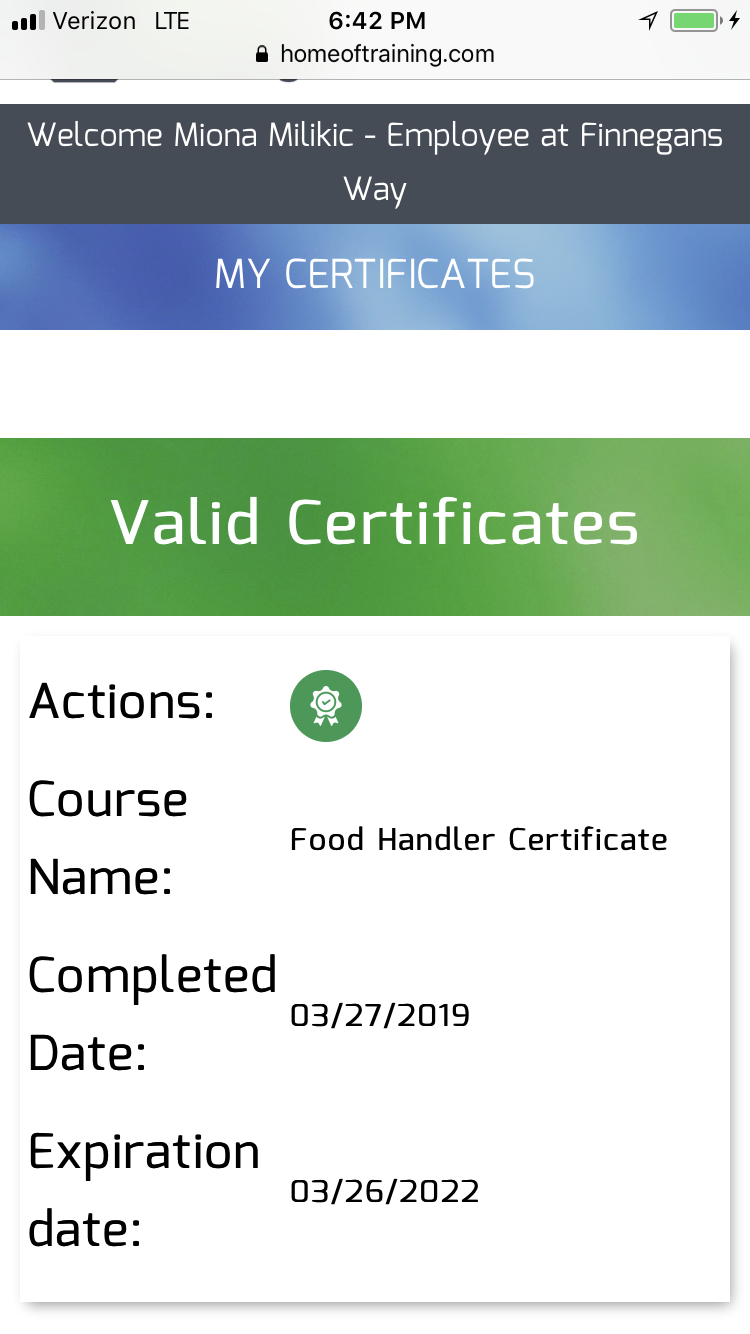 Verizon LTE 6:42 PM
homeoftraining.com
Welcome Miona Milikic - Employee at Finnegans
Way
MY CERTIFICATES
Valid Certificates
Actions:
Course
Name:
Food Handler Certificate
Completed
Date:
03/27/2019
Expiration
date:
03/26/2022